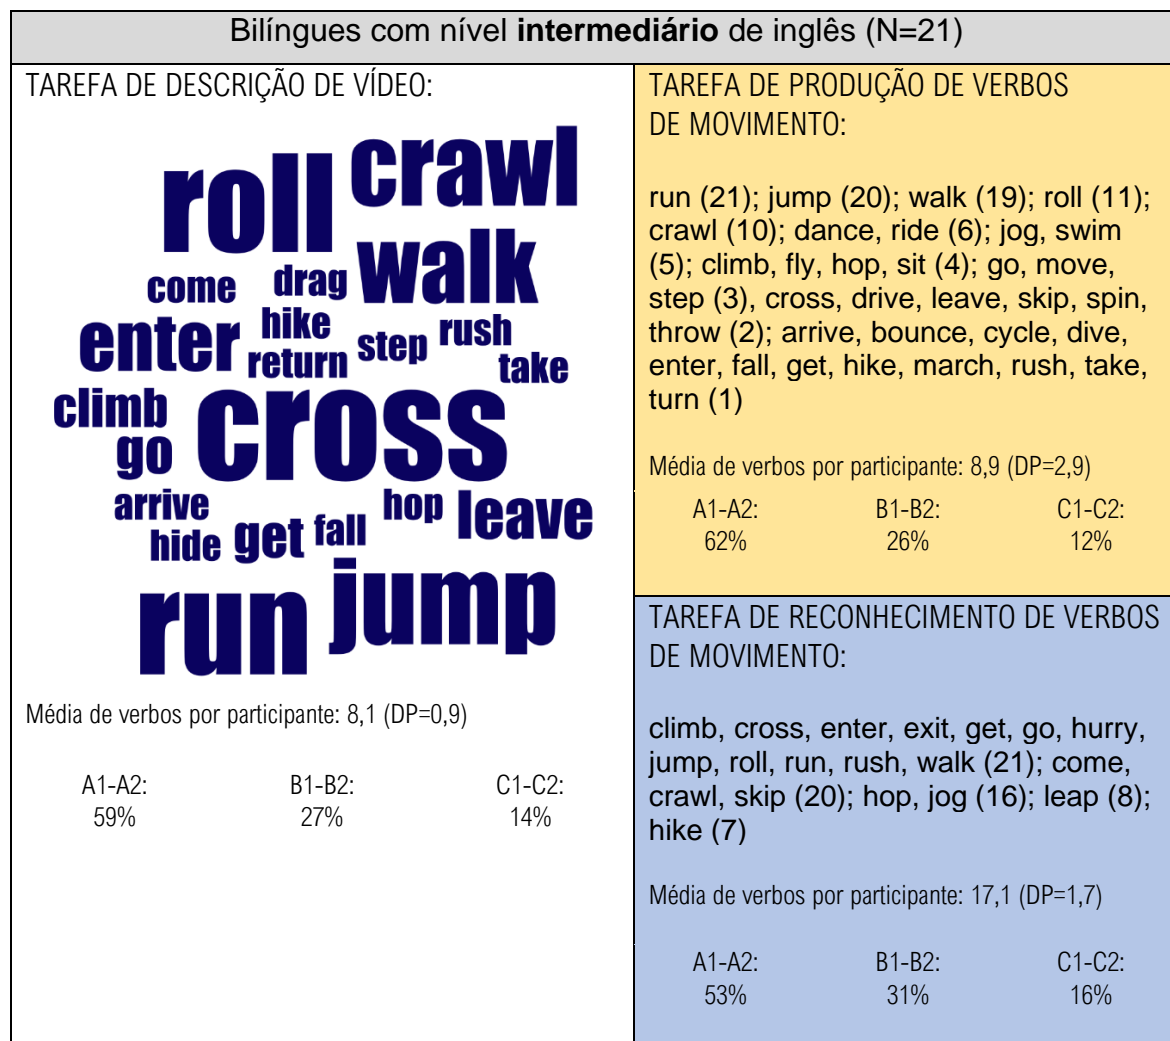 Bilíngues com nível intermediário de inglês (N=21)
TAREFA DE DESCRIÇÃO DE VÍDEO:
roll crawl
walk
come drag
enter hike step rush
return take
climb
go cross
arrive hop leave
hide get fall
run jump
Média de verbos por participante: 8,1 (DP=0,9)
A1-A2: B1-B2: C1-C2:
59% 27% 14%
TAREFA DE PRODUÇÃO DE VERBOS
DE MOVIMENTO:
run (21); jump (20); walk (19); roll (11);
crawl (10); dance, ride (6); jog, swim
(5); climb, fly, hop, sit (4); go, move,
step (3), cross, drive, leave, skip, spin,
throw (2); arrive, bounce, cycle, dive,
enter, fall, get, hike, march, rush, take,
turn (1)
Média de verbos por participante: 8,9 (DP=2,9)
A1-A2: B1-B2: C1-C2:
62% 26% 12%
TAREFA DE RECONHECIMENTO DE VERBOS
DE MOVIMENTO:
climb, cross, enter, exit, get, go, hurry,
jump, roll, run, rush, walk (21); come,
crawl, skip (20); hop, jog (16); leap (8);
hike (7)
Média de verbos por participante: 17,1 (DP=1,7)
A1-A2: B1-B2: C1-C2:
53% 31% 16%